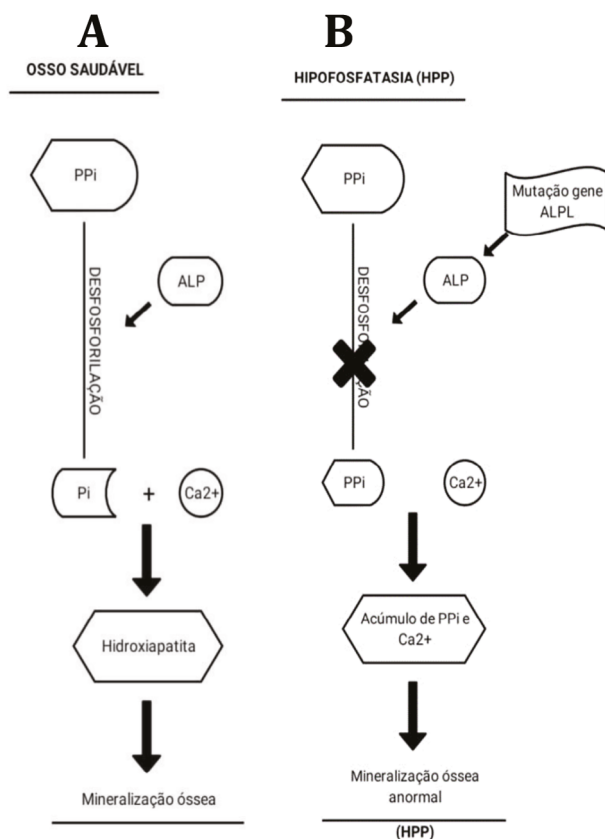 A
OSSO SAUDÁVEL
PPi
DESFOSFORILAÇÃO
ALP
Pi
+
Ca2+
Hidroxiapatita
Mineralização óssea
B
HIPOFOSFATASIA (HPP)
PPi
Mutação gene
ALPL
ALP
PPi
Ca2+
Acúmulo de PPi e
Ca2+
Mineralização óssea
anormal
(HPP)